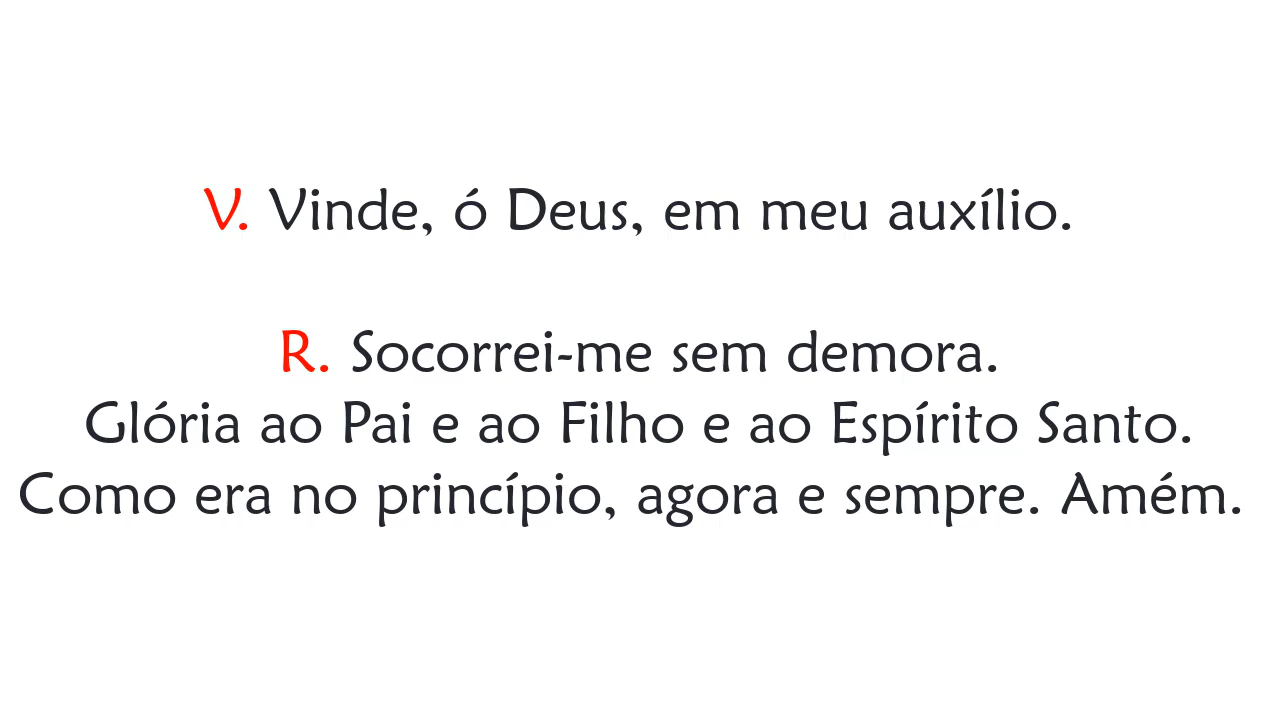 V. Vinde, ó Deus, em meu auxílio.
R. Socorrei-me sem demora.
Glória ao Pai e ao Filho e ao Espírito Santo.
Como era no princípio, agora e sempre. Amém.